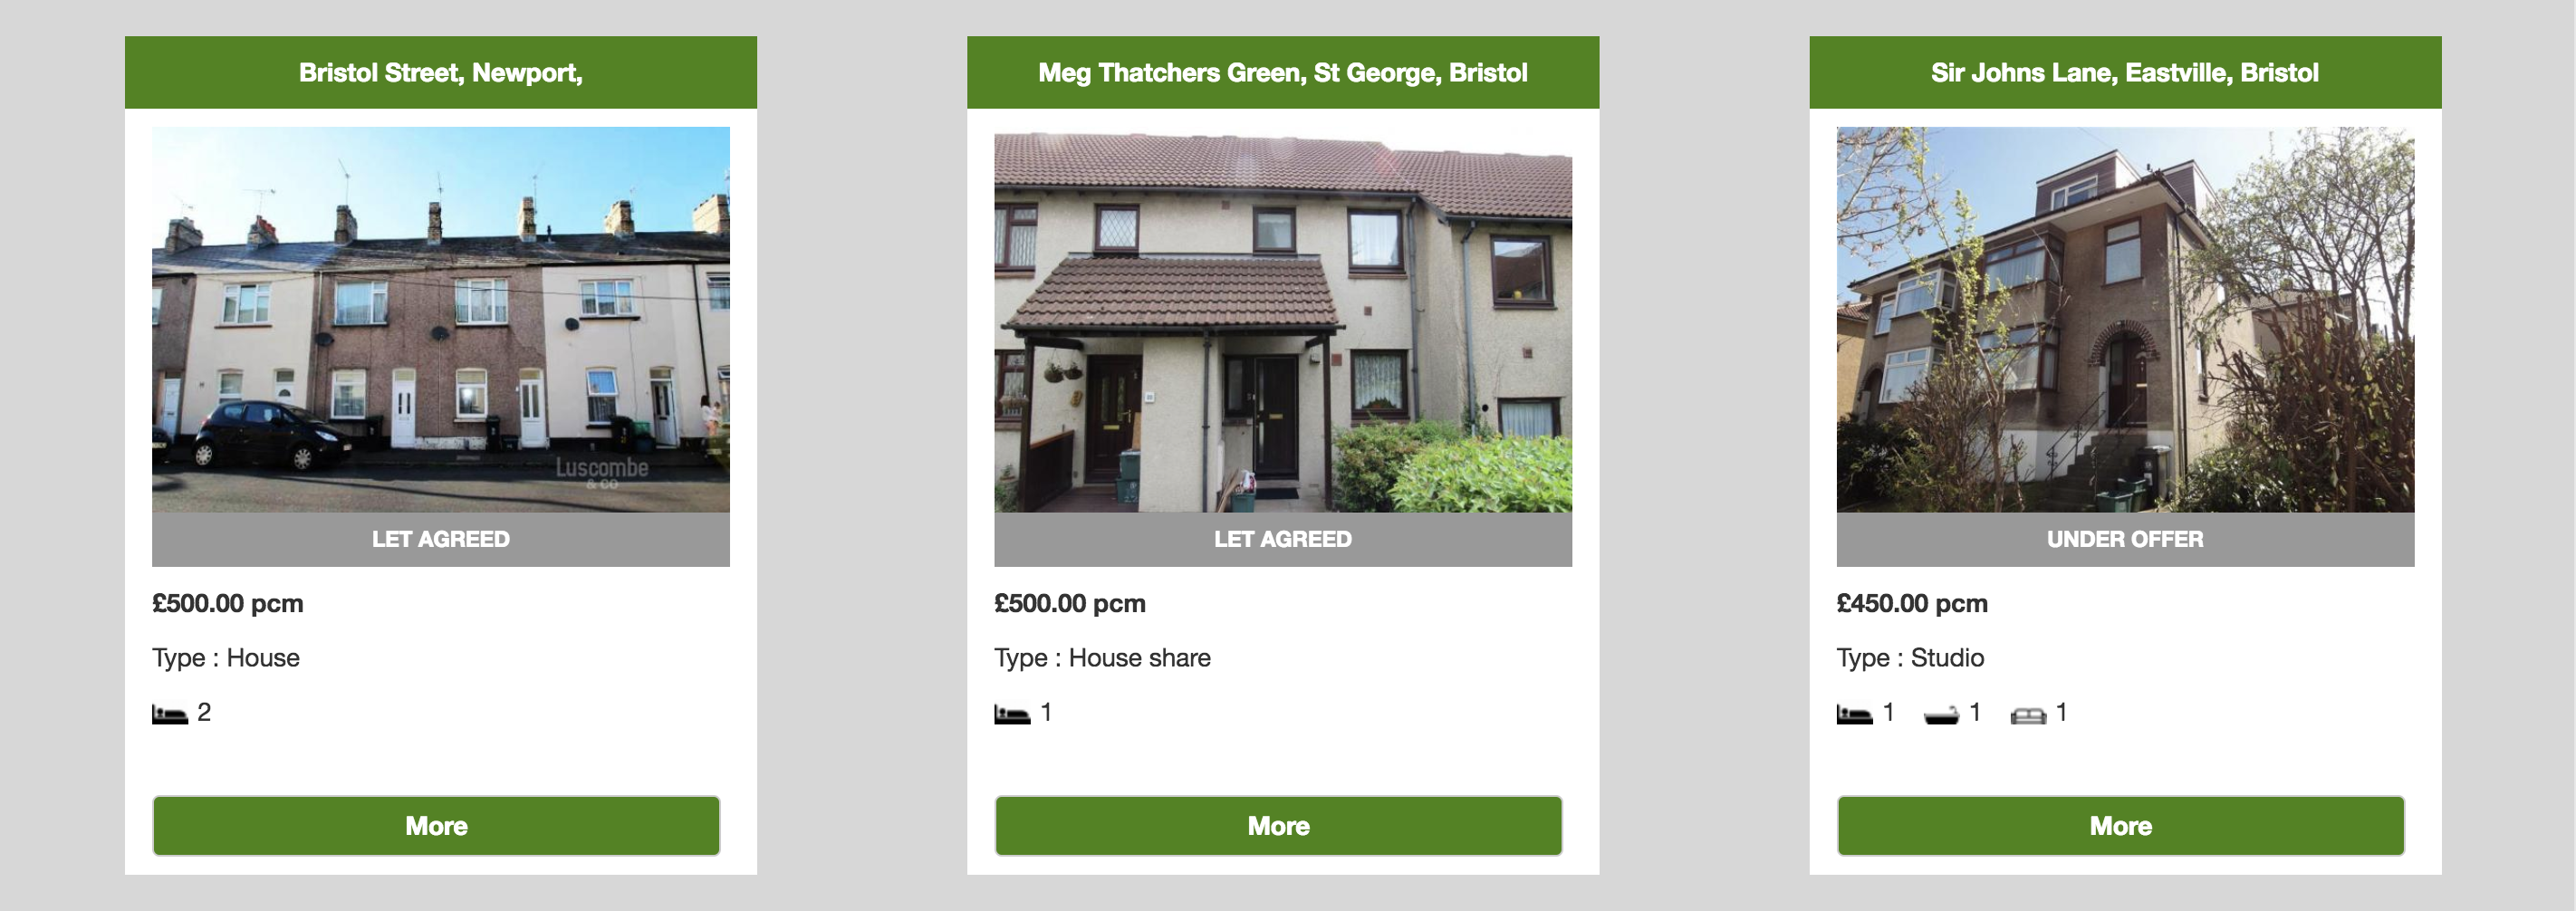 Bristol Street, Newport,
Luscombe
& CO
LET AGREED
£500.00 pcm
Type : House
2
More
Meg Thatchers Green, St George, Bristol
LET AGREED
£500.00 pcm
Type : House share
1
More
Sir Johns Lane, Eastville, Bristol
UNDER OFFER
£450.00 pcm
Type : Studio
1 1 1
More